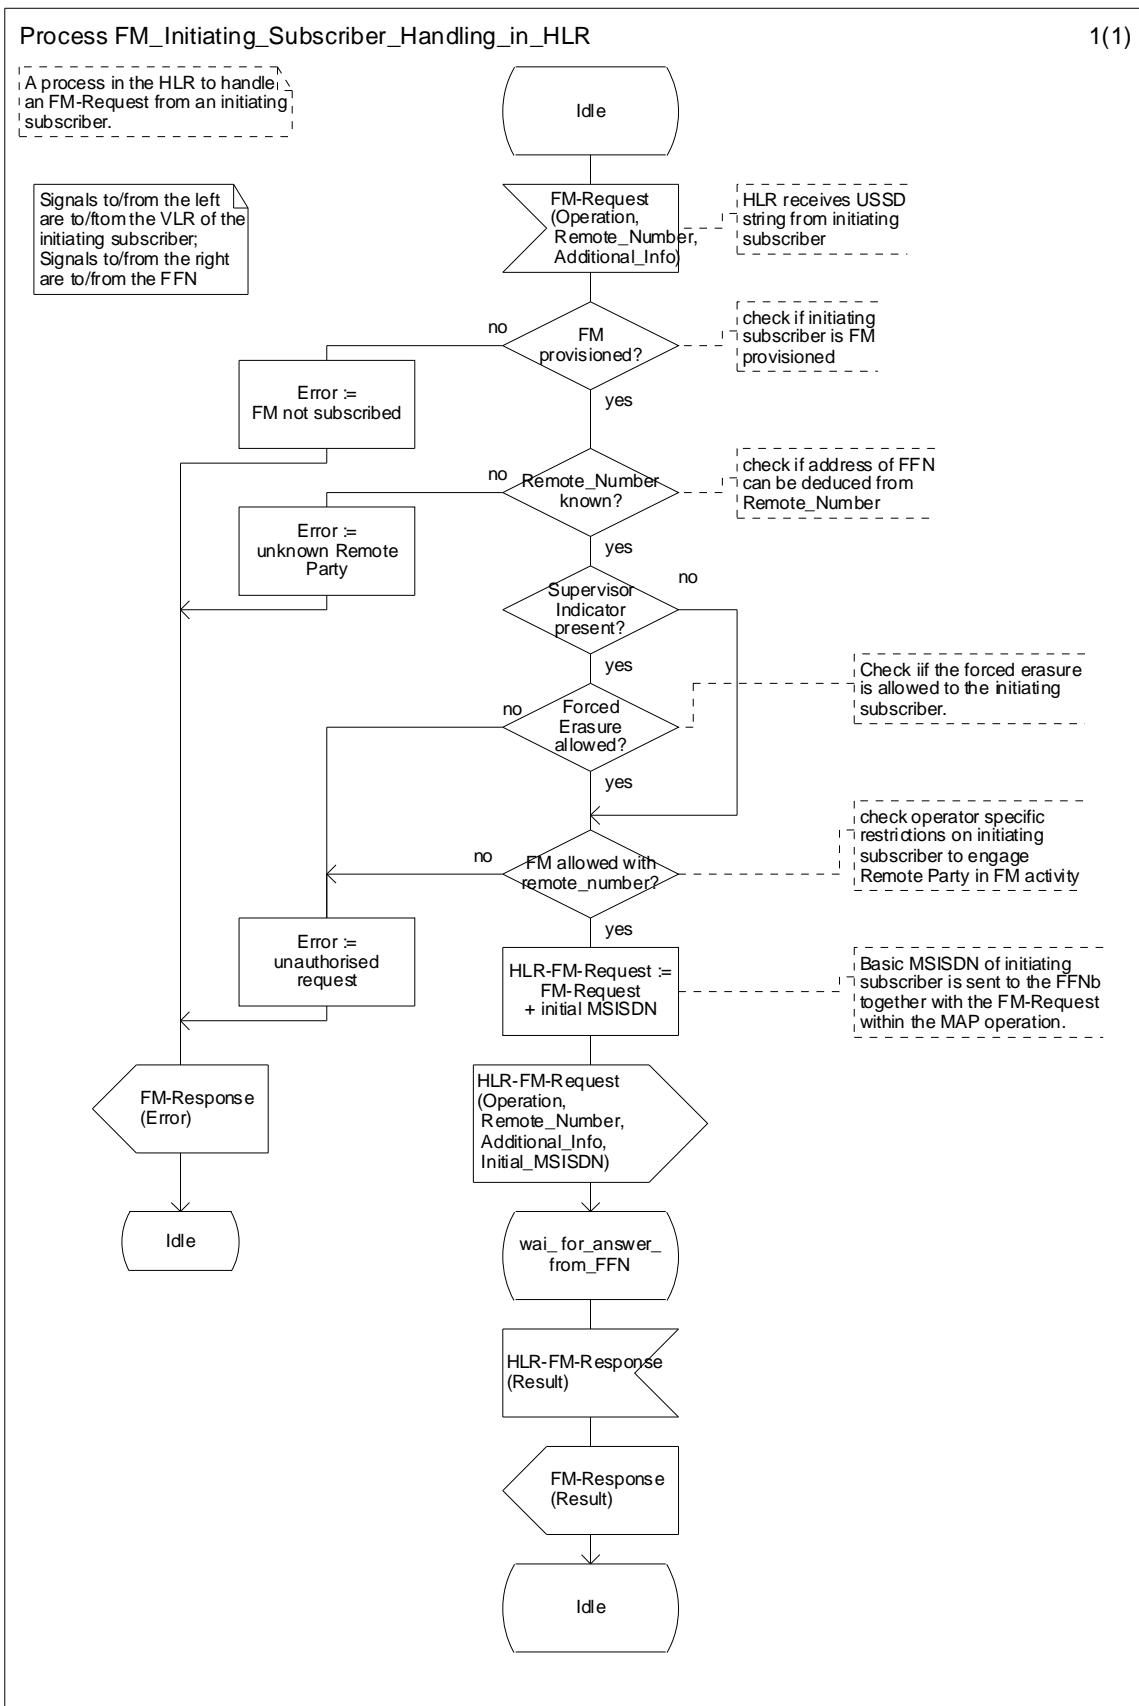 Process FM_Initiating_Subscriber_Handling_in_HLR
1(1)
A process in the HLR to handle
an FM-Request from an initiating
subscriber.
Idle
Signals to/from the left
are to/ftom the VLR of the
initiating subscriber;
Signals to/from the right
are to/from the FFN
FM-Request
(Operation,
Remote_Number,
Additional_Info)
HLR receives USSD
string from initiating
subscriber
no
FM
provisioned?
check if initiating
subscriber is FM
provisioned
Error :=
FM not subscribed
yes
no
Remote_Number
known?
check if address of FFN
can be deduced from
Remote_Number
Error :=
unknown Remote
Party
yes
Supervisor
Indicator
present?
no
yes
no
Forced
Erasure
allowed?
Check iif the forced erasure
is allowed to the initiating
subscriber.
yes
no
FM allowed with
remote_number?
check operator specific
restrictions on initiating
subscriber to engage
Remote Party in FM activity
yes
Error :=
unauthorised
request
HLR-FM-Request :=
FM-Request
+ initial MSISDN
Basic MSISDN of initiating
subscriber is sent to the FFNb
together with the FM-Request
within the MAP operation.
FM-Response
(Error)
HLR-FM-Request
(Operation,
Remote_Number,
Additional_Info,
Initial_MSISDN)
Idle
wai_ for_answer_
from_FFN
HLR-FM-Response
(Result)
FM-Response
(Result)
Idle